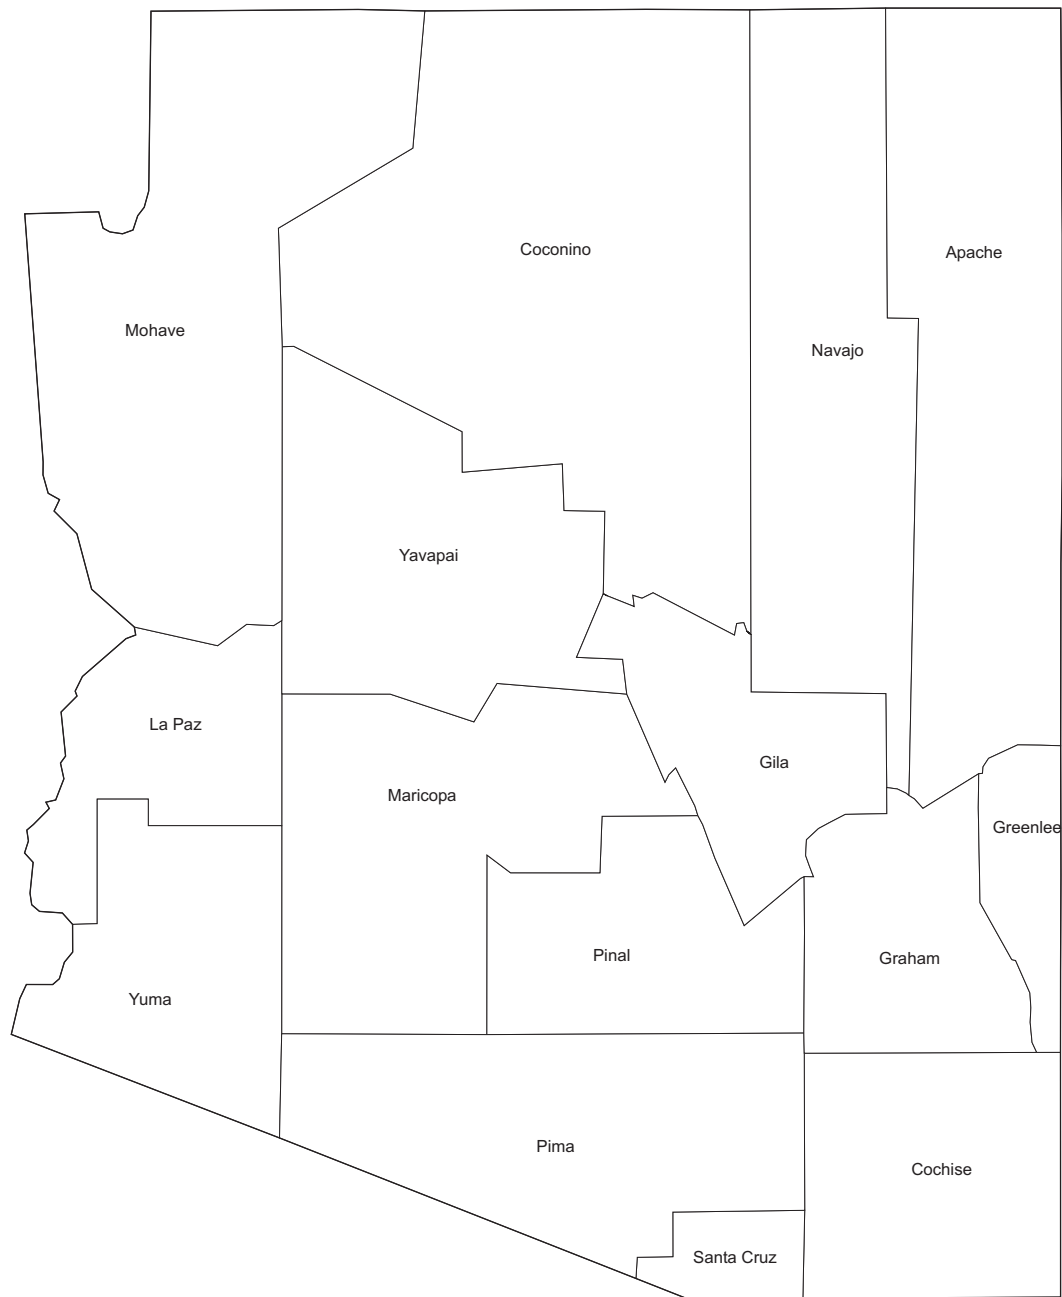 Coconino
Apache
Mohave
Navajo
Yavapai
La Paz
Gila
Maricopa
Greenlee
Pinal
Graham
Yuma
Pima
Cochise
Santa Cruz